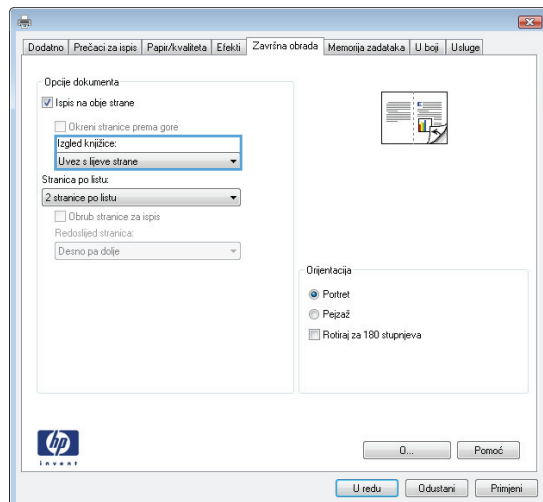 Dodatno Prečaci za ispis Papir/kvaliteta Efekti Završna obrada Memorija zadataka U boji Usluge
Opcije dokumenta
Ispis na obje strane
Okreni stranice prema gore
Izgled knjižice:
Uvez s lijeve strane
Stranica po listu:
2 stranice po listu
Obrub stranice za ispis
Redoslijed stranica:
Desno pa dolje
Orijentacija
Portret
Pejzaž
Rotiraj za 180 stupnjeva
hp
invent
O... Pomoć
U redu Odustani Primjeni